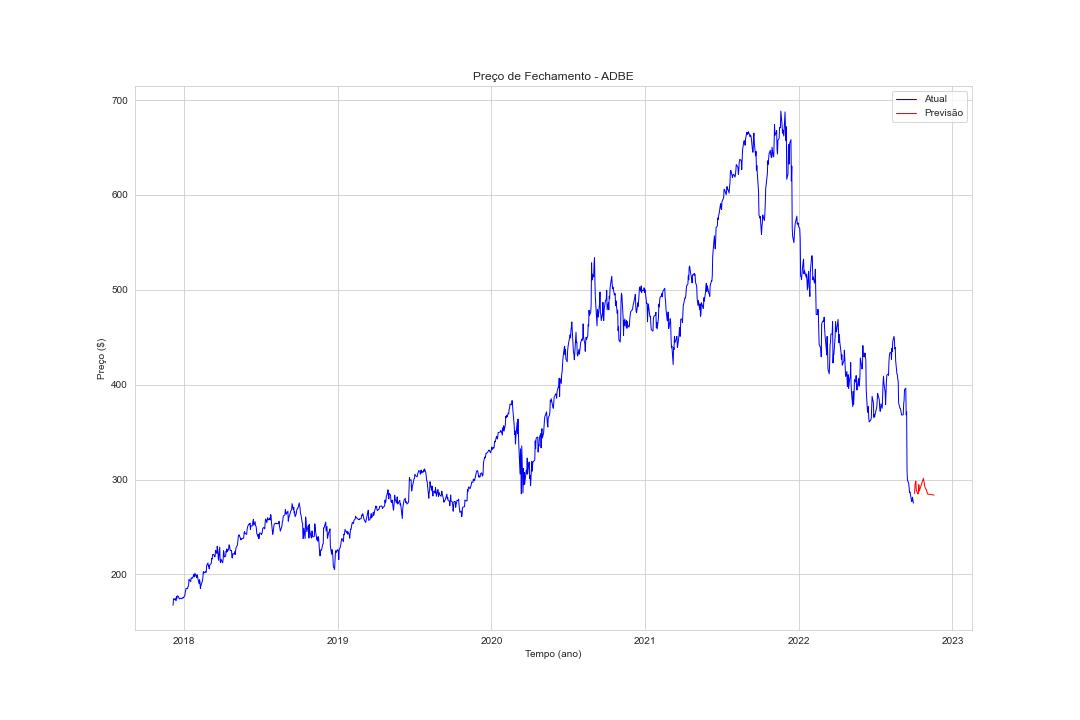 Preço de Fechamento - ADBE
Atual
Previsão
700
600
500
400
300
200
Preço ($)
2018 2019 2020 2021 2022 2023
Tempo (ano)